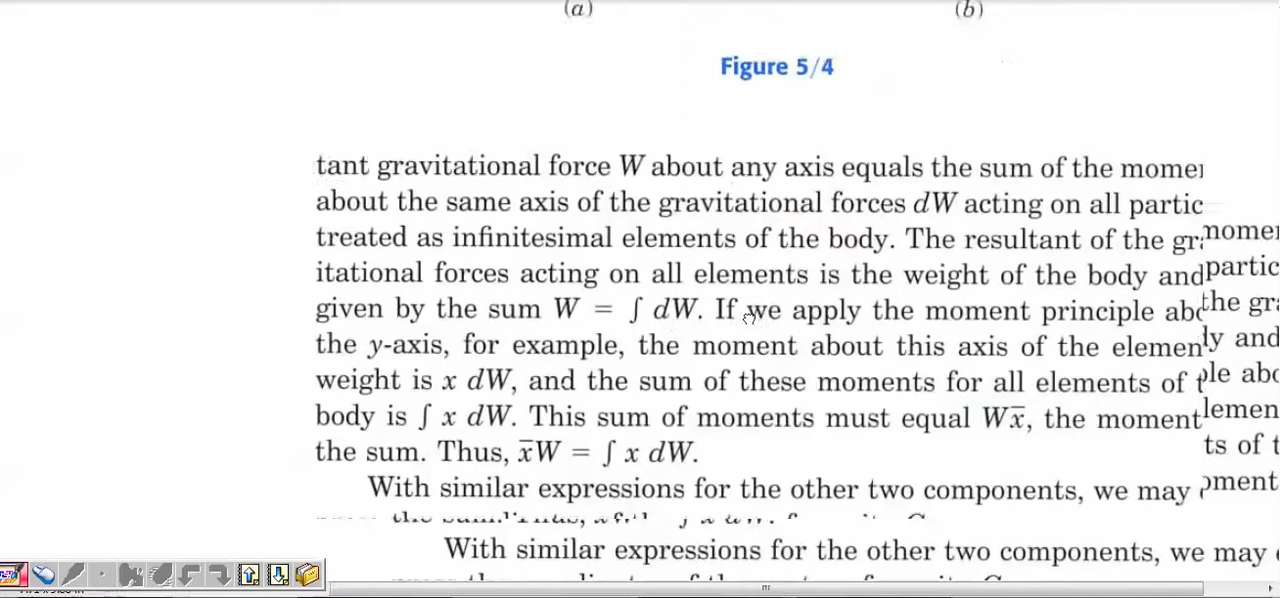 (a) (b)
Figure 5/4
tant gravitational force W about any axis equals the sum of the
about the same axis of the gravitational forces dW acting on all partic
treated as infinitesimal elements of the body. The resultant of the
itational forces acting on all elements is the weight of the body and
given by the sum W = ∫ dW. If we apply the moment principle
the y-axis, for example, the moment about this axis of the elemen
weight is x dW, and the sum of these moments for all elements of
body is ∫ x dW. This sum of moments must equal Wx̄, the moment
the sum. Thus, x̄W = ∫ x dW.
With similar expressions for the other two components, we may
partic
the
ly and
ts of
With similar expressions for the other two components, we may